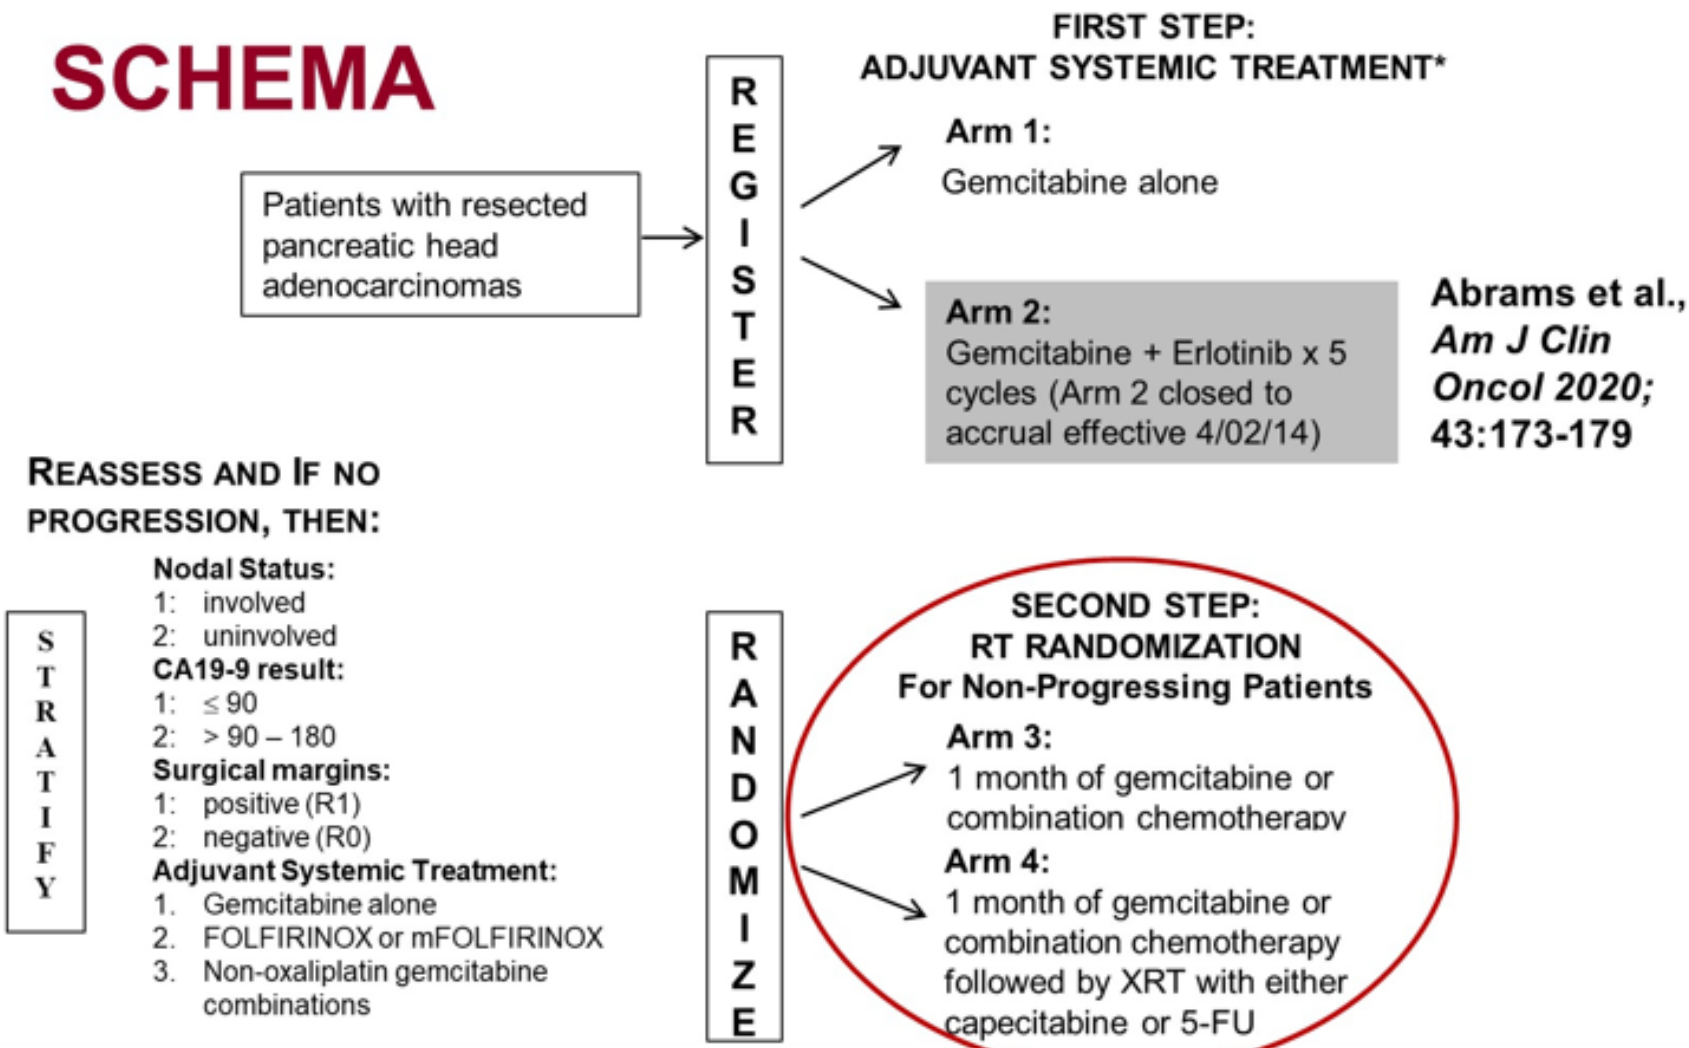 SCHEMA
Patients with resected
pancreatic head
adenocarcinomas
REGISTER
FIRST STEP:
ADJUVANT SYSTEMIC TREATMENT*
Arm 1:
Gemcitabine alone
Arm 2:
Gemcitabine + Erlotinib x 5
cycles (Arm 2 closed to
accrual effective 4/02/14)
Abrams et al.,
Am J Clin
Oncol 2020;
43:173-179
REASSESS AND IF NO
PROGRESSION, THEN:
STRATIFY
Nodal Status:
1: involved
2: uninvolved
CA19-9 result:
1: ≤ 90
2: > 90 – 180
Surgical margins:
1: positive (R1)
2: negative (R0)
Adjuvant Systemic Treatment:
1. Gemcitabine alone
2. FOLFIRINOX or mFOLFIRINOX
3. Non-oxaliplatin gemcitabine
combinations
RANDOMIZE
SECOND STEP:
RT RANDOMIZATION
For Non-Progressing Patients
Arm 3:
1 month of gemcitabine or
combination chemotherapy
Arm 4:
1 month of gemcitabine or
combination chemotherapy
followed by XRT with either
capecitabine or 5-FU